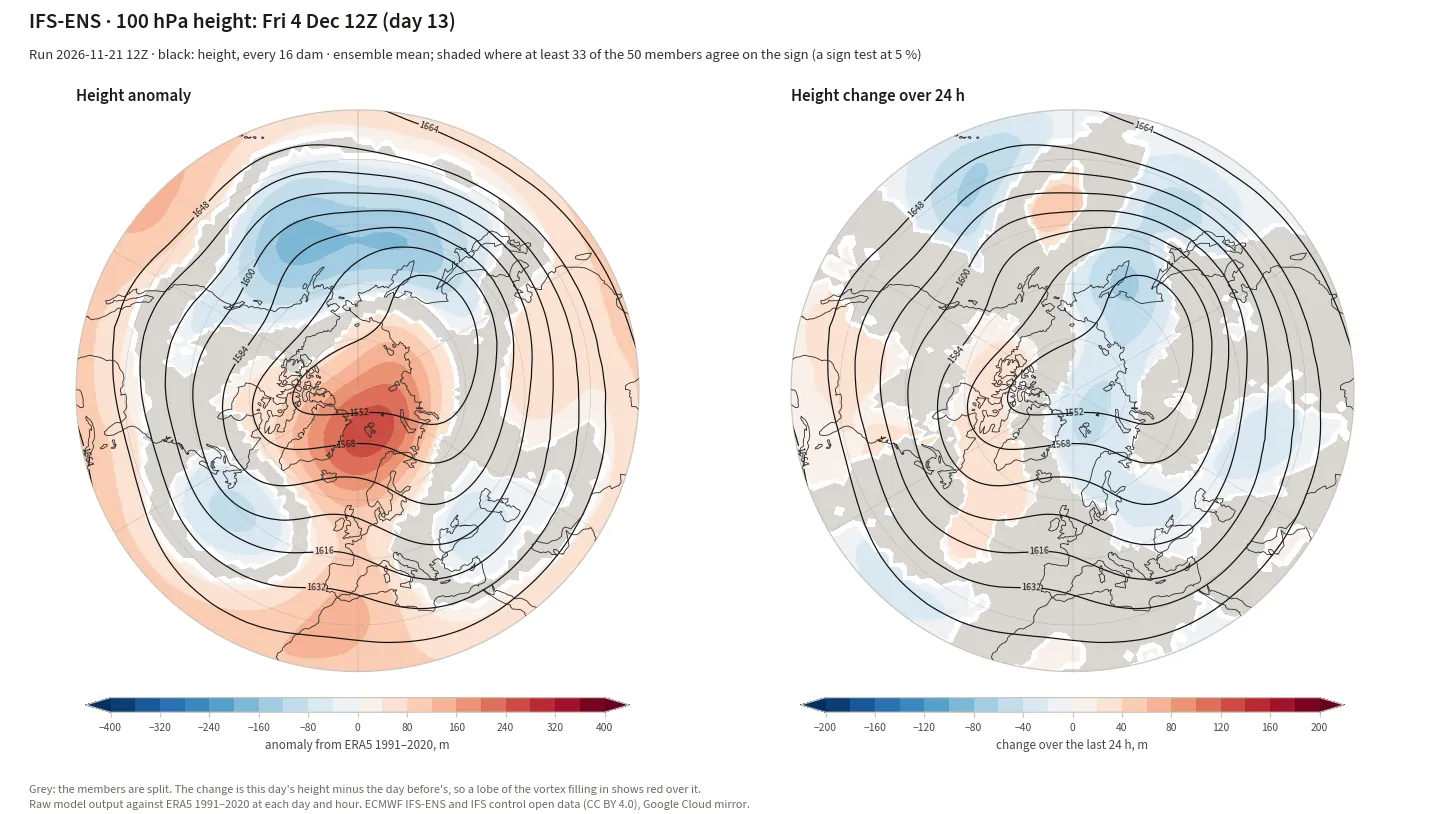 IFS-ENS · 100 hPa height: Fri 4 Dec 12Z (day 13)
Run 2026-11-21 12Z · black: height, every 16 dam · ensemble mean; shaded where at least 33 of the 50 members agree on the sign (a sign test at 5 %)
Height anomaly
Height change over 24 h
1664
1648
1600
1584
1552
1568
1664
1616
1632
1664
1648
1600
1584
1552
1568
1664
1616
1632
−400 −320 −240 −160 −80 0 80 160 240 320 400
anomaly from ERA5 1991–2020, m
−200 −160 −120 −80 −40 0 40 80 120 160 200
change over the last 24 h, m
Grey: the members are split. The change is this day's height minus the day before's, so a lobe of the vortex filling in shows red over it.
Raw model output against ERA5 1991–2020 at each day and hour. ECMWF IFS-ENS and IFS control open data (CC BY 4.0), Google Cloud mirror.